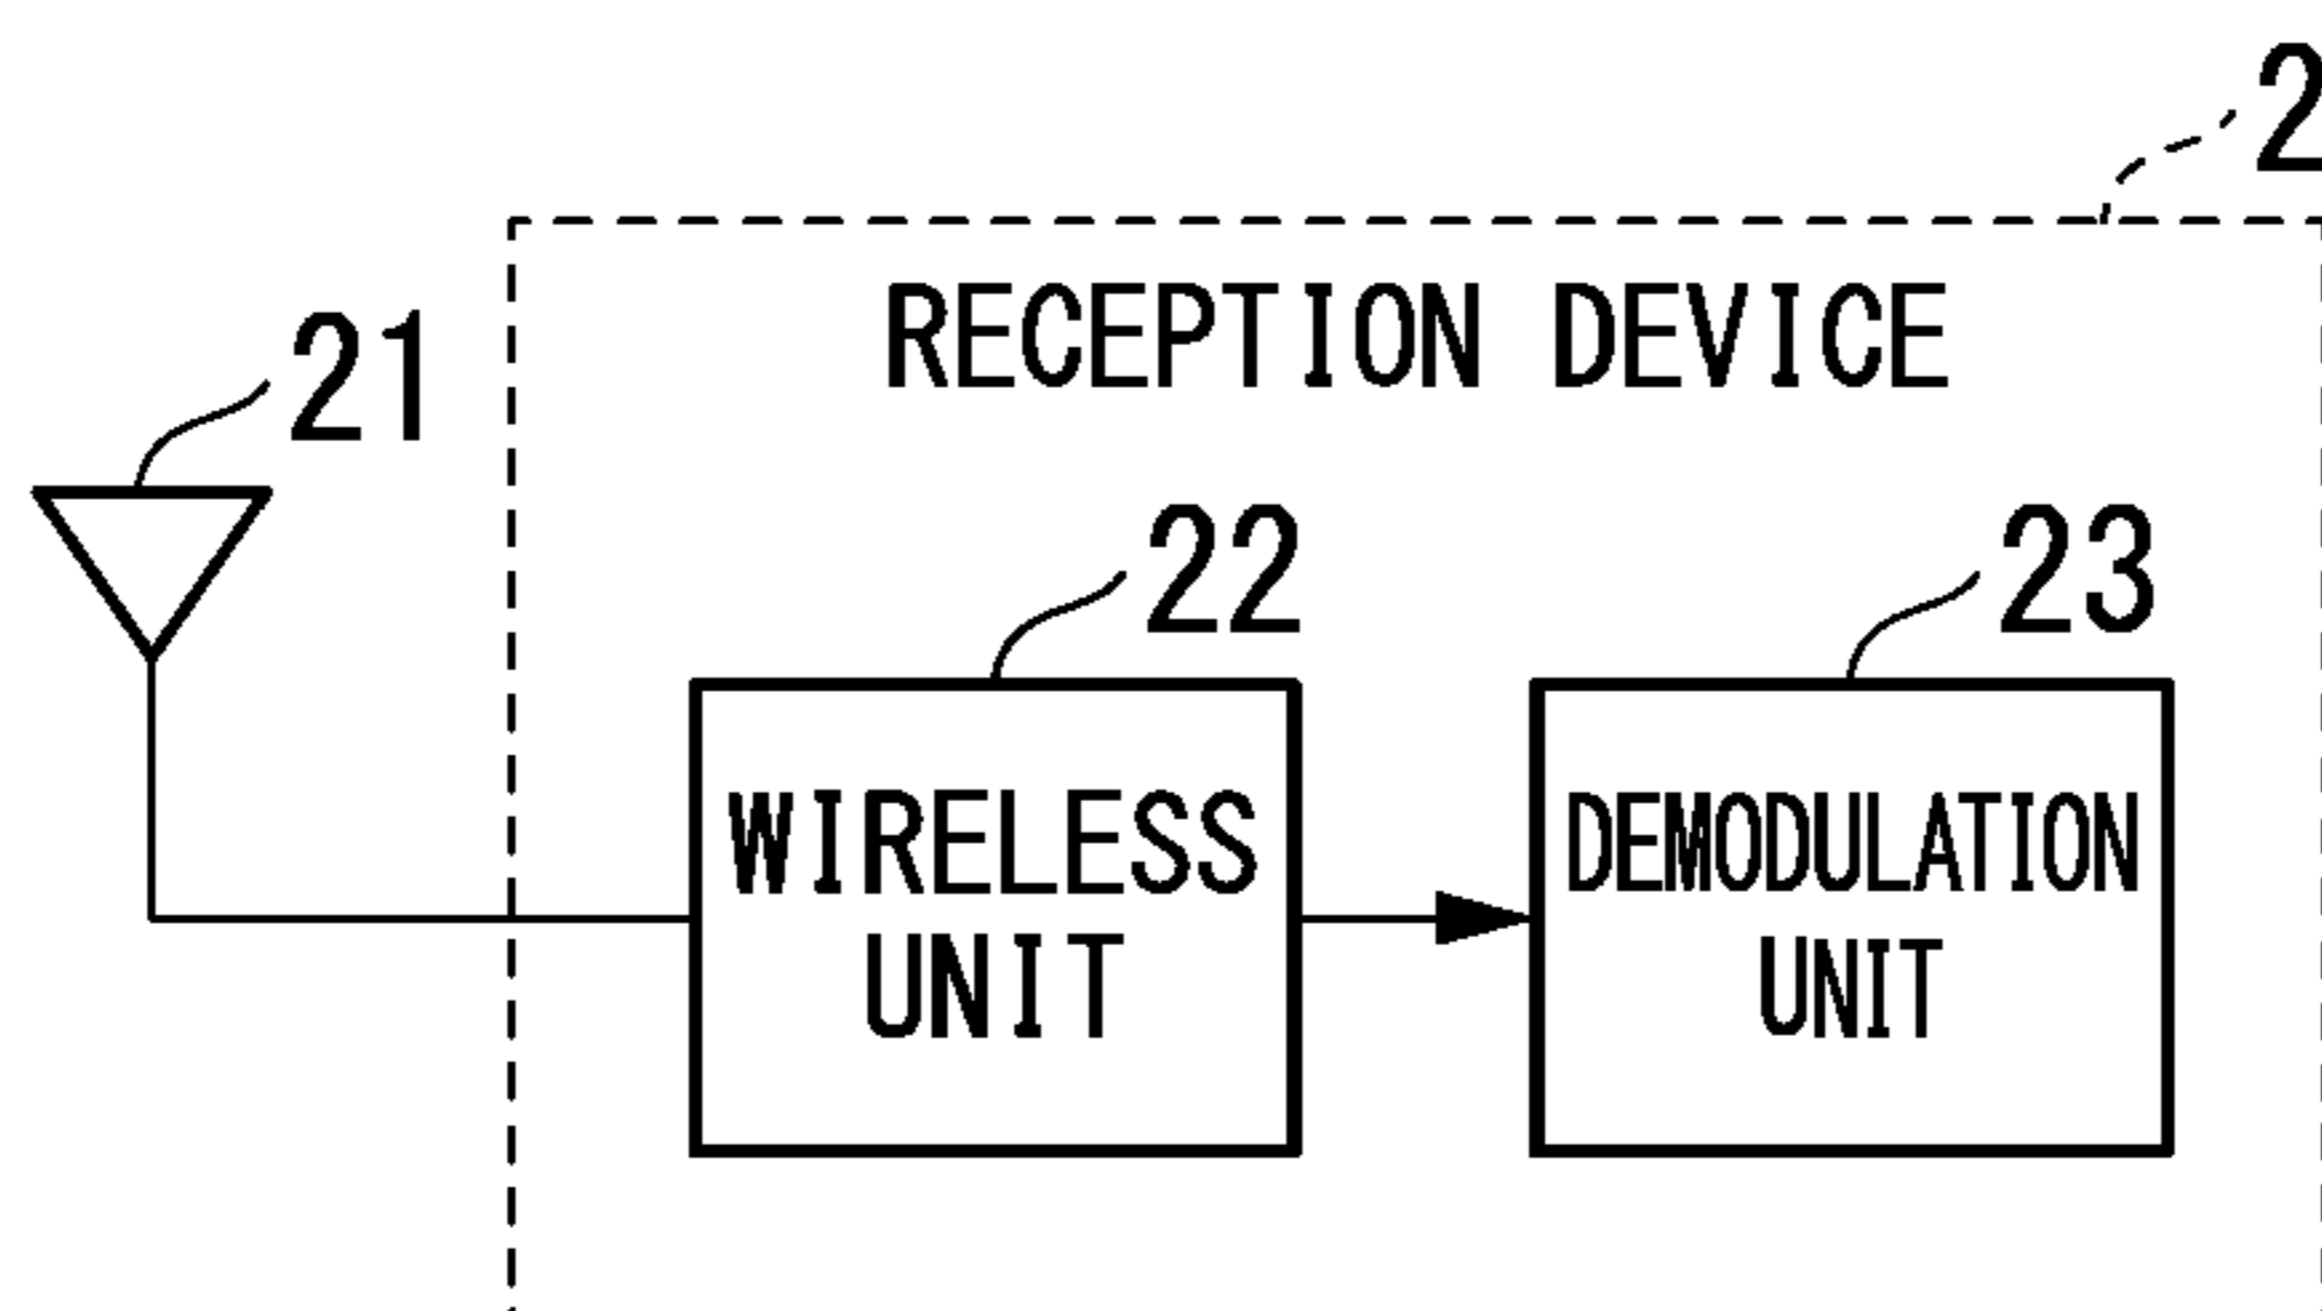 2
RECEPTION DEVICE
21
22
23
WIRELESS
UNIT
DEMODULATION
UNIT